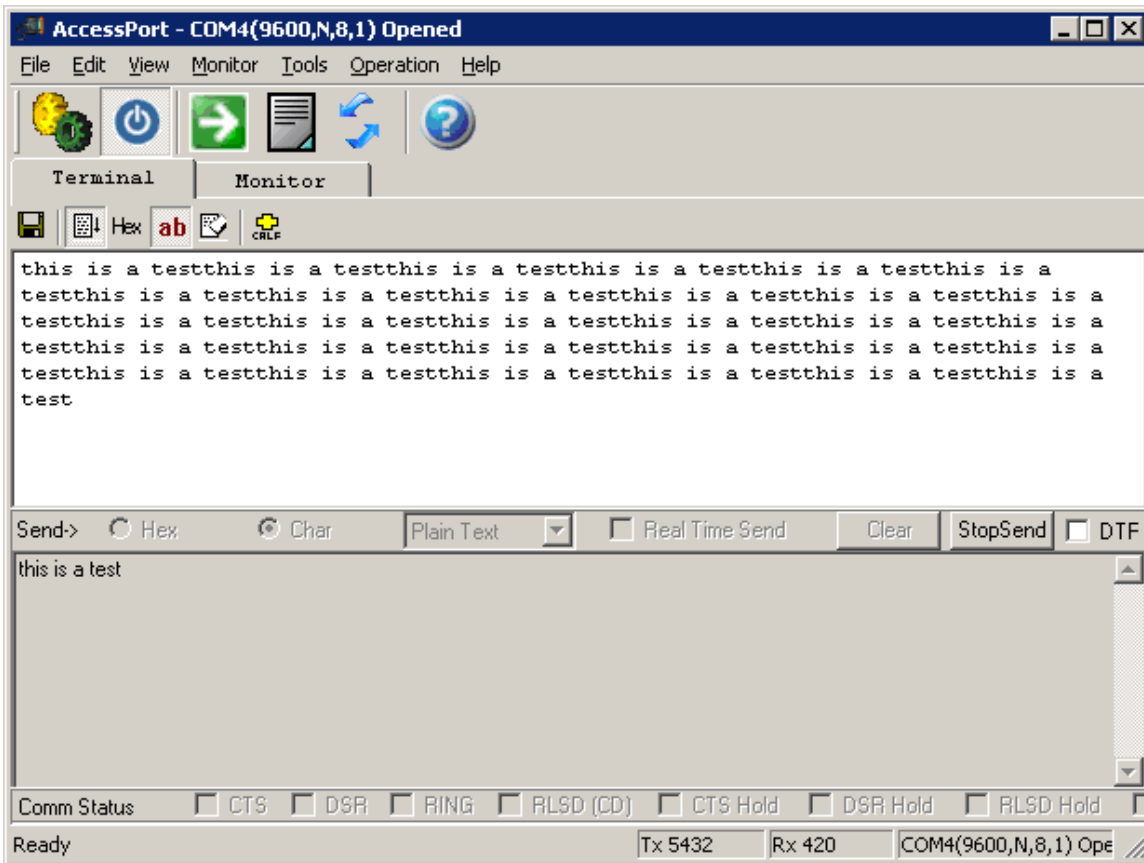 AccessPort - COM4(9600,N,8,1) Opened
File Edit View Monitor Tools Operation Help
Terminal Monitor
Hex ab CRLF
this is a testthis is a testthis is a testthis is a testthis is a testthis is a
testthis is a testthis is a testthis is a testthis is a testthis is a testthis is a
testthis is a testthis is a testthis is a testthis is a testthis is a testthis is a
testthis is a testthis is a testthis is a testthis is a testthis is a testthis is a
testthis is a testthis is a testthis is a testthis is a testthis is a testthis is a
test
Send-> Hex Char Plain Text Real Time Send Clear StopSend DTF
this is a test
Comm Status CTS DSR RING RLSD (CD) CTS Hold DSR Hold RLSD Hold
Ready Tx 5432 Rx 420 COM4(9600,N,8,1) Ope